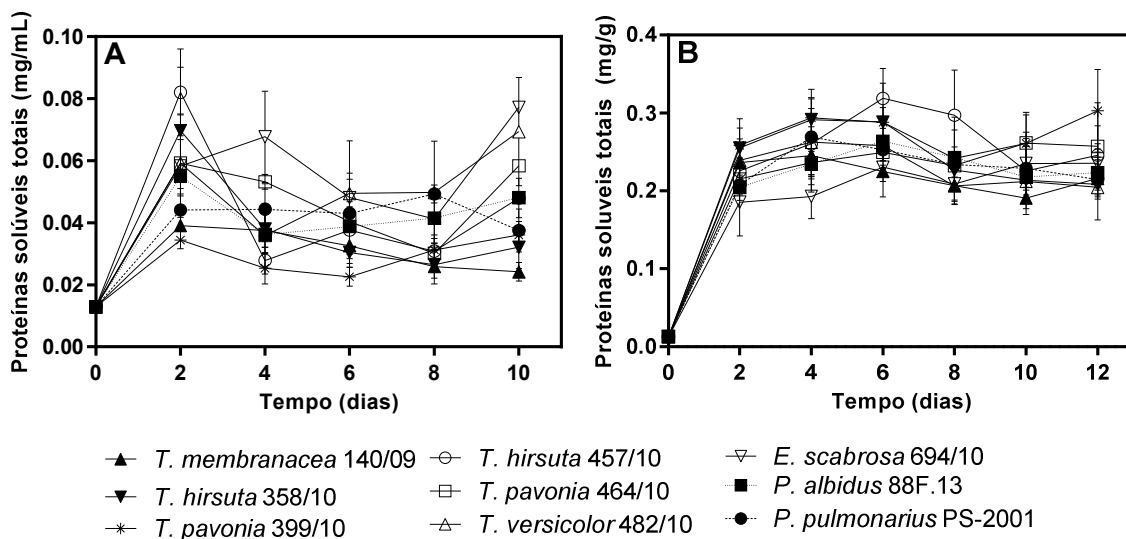 A
Proteínas solúveis totais (mg/mL)
0.10
0.08
0.06
0.04
0.02
0.00
0 2 4 6 8 10
Tempo (dias)
B
Proteínas soluveis totais (mg/g)
0.4
0.3
0.2
0.1
0.0
0 2 4 6 8 10 12
Tempo (dias)
T. membranacea 140/09
T. hirsuta 358/10
T. pavonia 399/10
T. hirsuta 457/10
T. pavonia 464/10
T. versicolor 482/10
E. scabrosa 694/10
P. albidus 88F.13
P. pulmonarius PS-2001